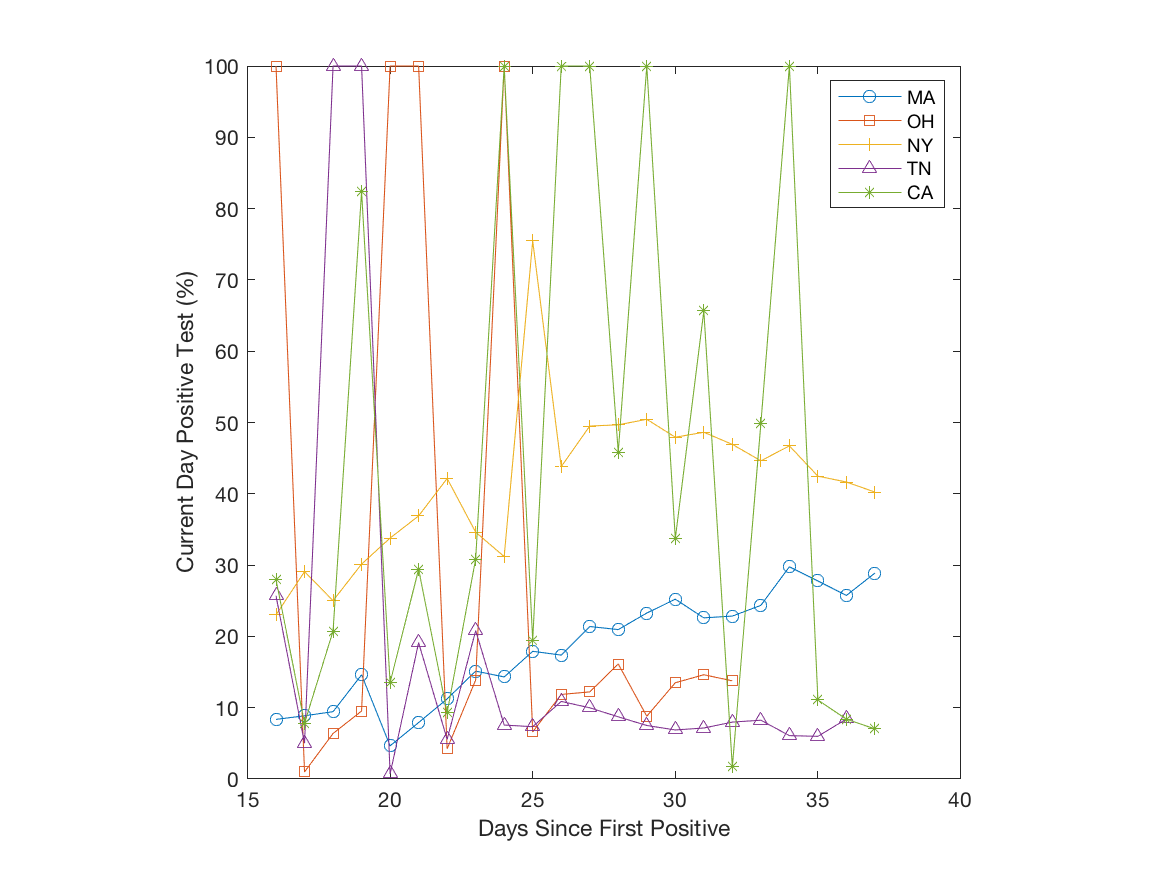 100
90
80
70
60
50
40
30
20
10
0
15 20 25 30 35 40
Current Day Positive Test (%)
Days Since First Positive
MA
OH
NY
TN
CA